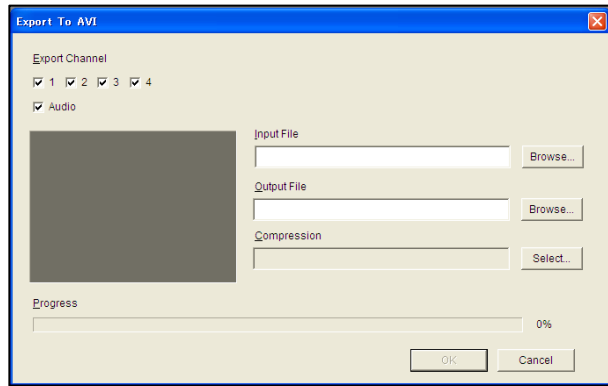 Export To AVI
Export Channel
1 2 3 4
Audio
Input File
Browse...
Output File
Browse...
Compression
Select...
Progress
0%
OK Cancel